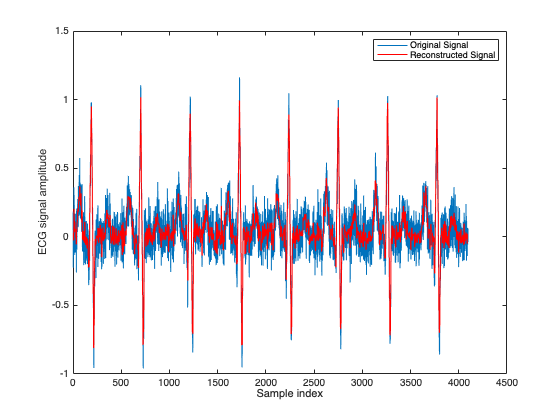 1.5
Original Signal
Reconstructed Signal
1
0.5
ECG signal amplitude
0
-0.5
-1
0 500 1000 1500 2000 2500 3000 3500 4000 4500
Sample index